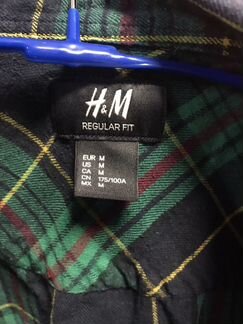 H&M
REGULAR FIT
EUR M
US M
CA M
CN 175/100A
MX M